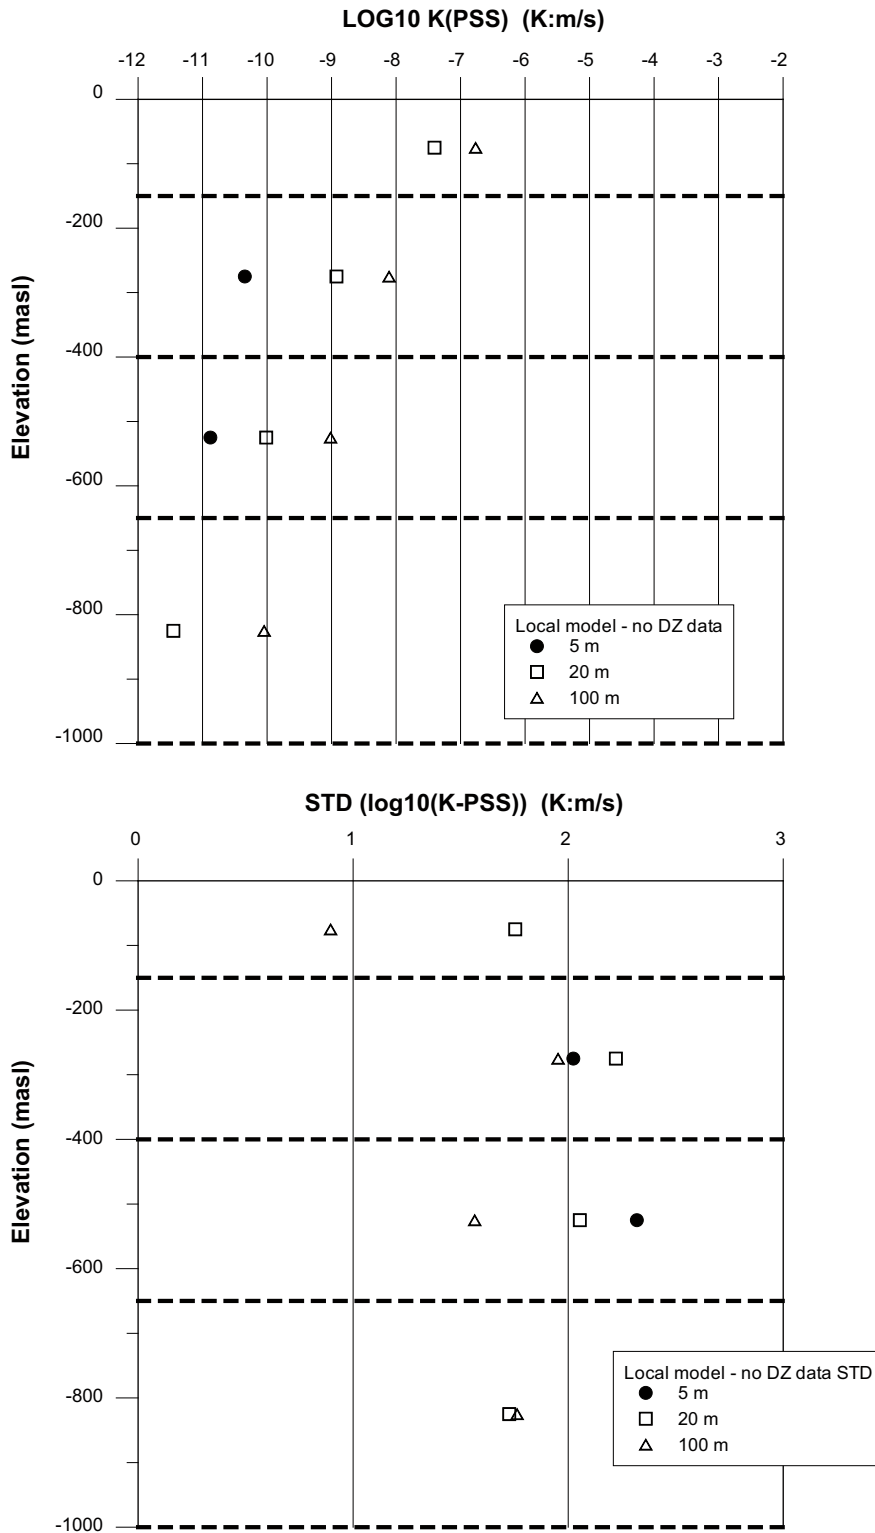 LOG10 K(PSS) (K:m/s)
-12 -11 -10 -9 -8 -7 -6 -5 -4 -3 -2
0
-200
-400
-600
-800
-1000
Elevation (masl)
Local model - no DZ data
5 m
20 m
100 m
STD (log10(K-PSS)) (K:m/s)
0 1 2 3
0
-200
-400
-600
-800
-1000
Elevation (masl)
Local model - no DZ data STD
5 m
20 m
100 m